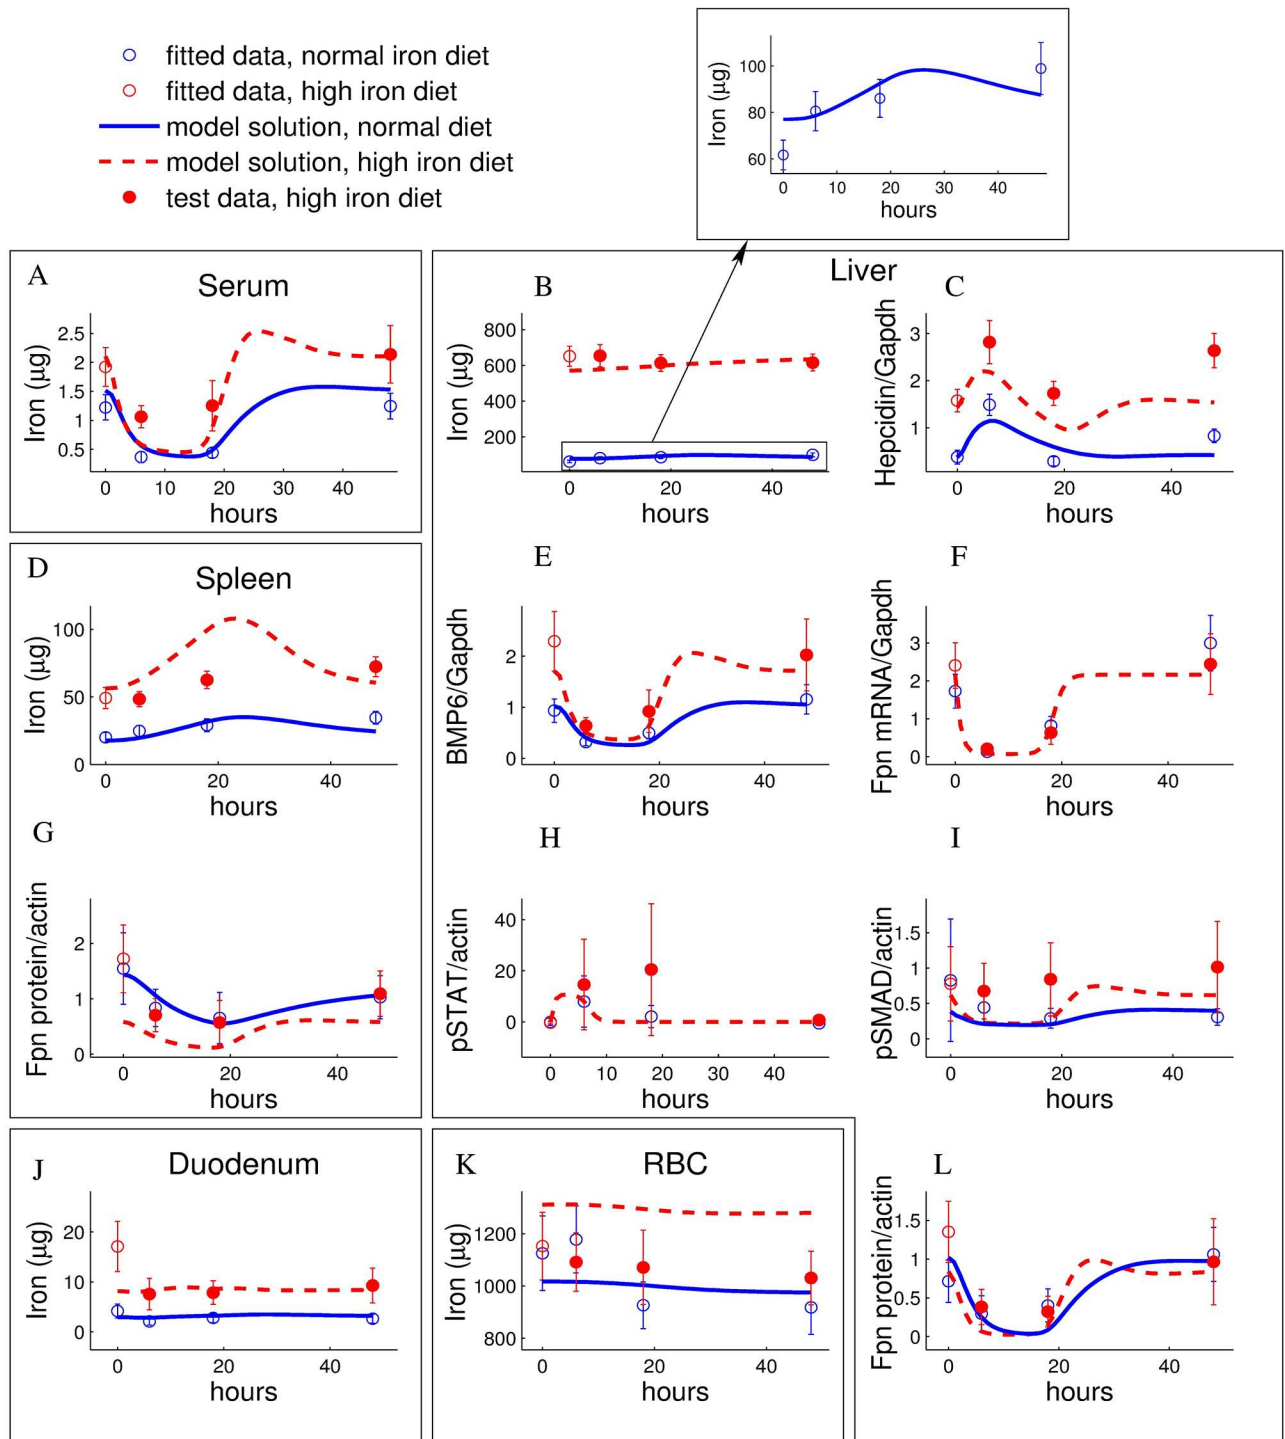 fitted data, normal iron diet
fitted data, high iron diet
model solution, normal diet
model solution, high iron diet
test data, high iron diet
Iron (µg)
100
80
60
0 10 20 30 40
hours
A
Serum
Iron (µg)
2.5
2
1.5
1
0.5
0 10 20 30 40
hours
Liver
B
Iron (µg)
800
600
400
200
0 20 40
hours
C
Hepcidin/Gapdh
3
2
1
0 20 40
hours
D
Spleen
Iron (µg)
100
50
0
0 20 40
hours
E
BMP6/Gapdh
2
1
0
0 20 40
hours
F
Fpn mRNA/Gapdh
3
2
1
0
0 20 40
hours
G
Fpn protein/actin
2
1
0
0 20 40
hours
H
pSTAT/actin
40
20
0
0 10 20 30 40
hours
I
pSMAD/actin
1.5
1
0.5
0
0 20 40
hours
J
Duodenum
Iron (µg)
20
10
0
0 20 40
hours
K
RBC
Iron (µg)
1200
1000
800
0 20 40
hours
L
Fpn protein/actin
1.5
1
0.5
0
0 20 40
hours